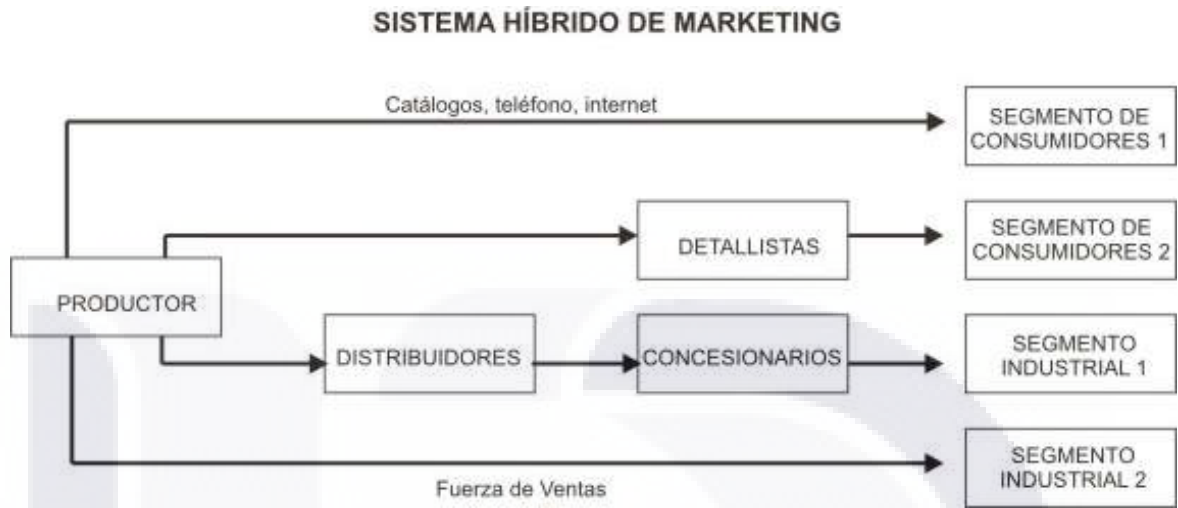 SISTEMA HÍBRIDO DE MARKETING
Catálogos, teléfono, internet
SEGMENTO DE
CONSUMIDORES 1
DETALLISTAS
SEGMENTO DE
CONSUMIDORES 2
PRODUCTOR
DISTRIBUIDORES
CONCESIONARIOS
SEGMENTO
INDUSTRIAL 1
SEGMENTO
INDUSTRIAL 2
Fuerza de Ventas